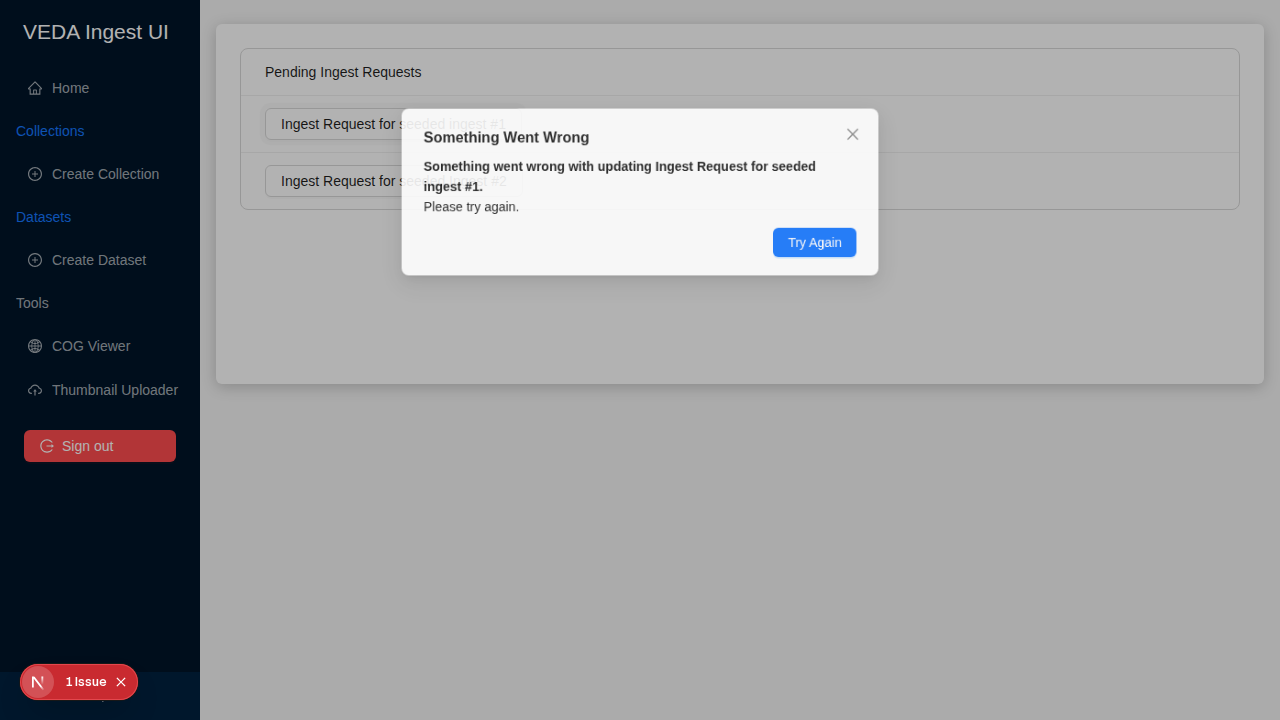 VEDA Ingest UI
Home
Collections
Create Collection
Datasets
Create Dataset
Tools
COG Viewer
Thumbnail Uploader
Sign out
1 Issue
Pending Ingest Requests
Ingest Request for seeded ingest #1
Ingest Request for seeded ingest #2
Something Went Wrong
Something went wrong with updating Ingest Request for seeded
ingest #1.
Please try again.
Try Again